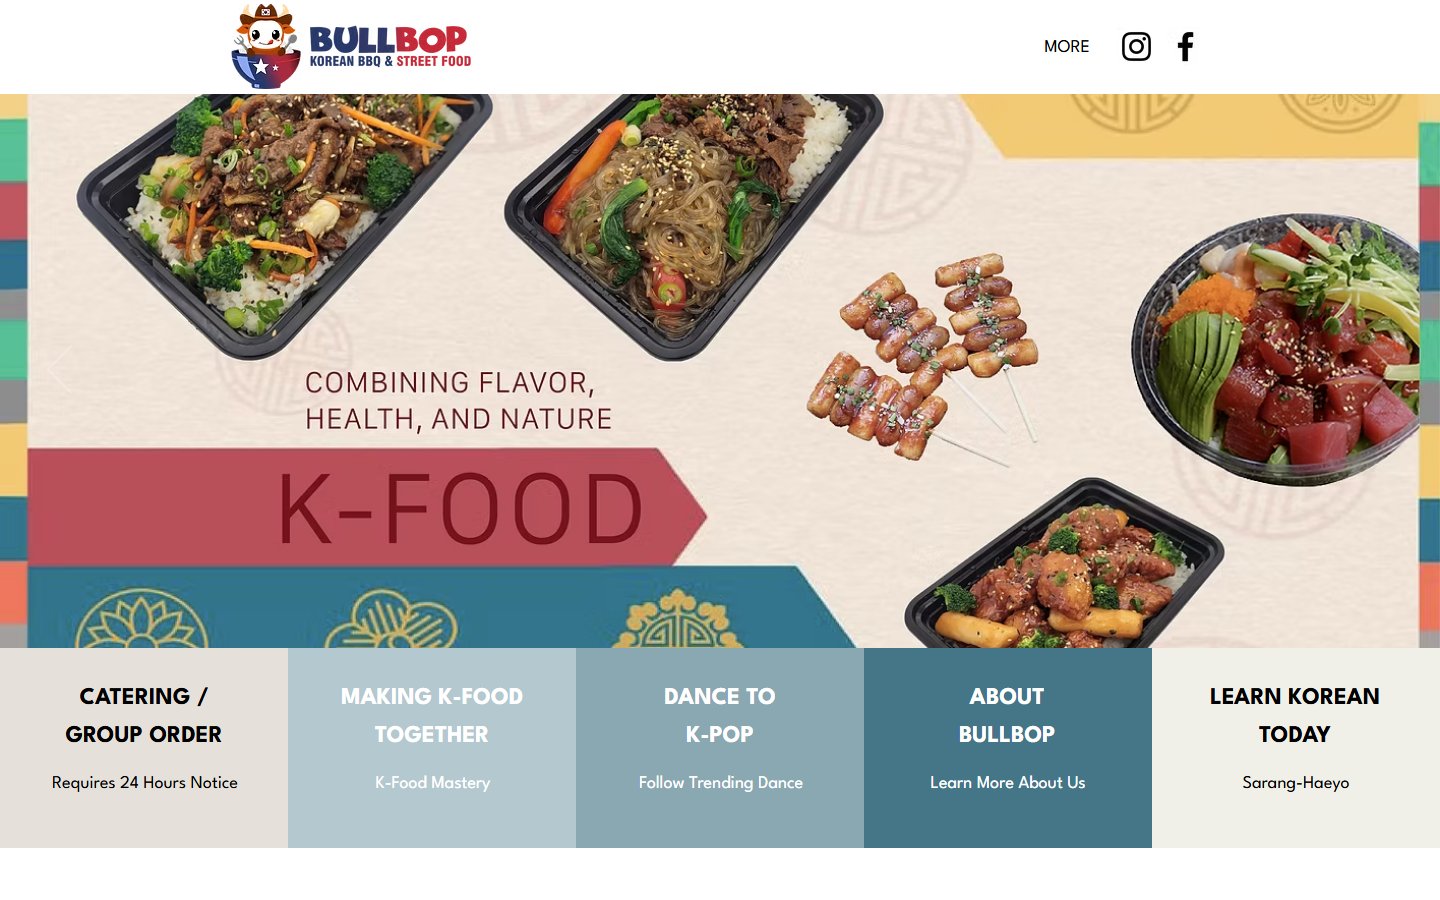 BULLBOP
KOREAN BBQ & STREET FOOD
MORE
COMBINING FLAVOR,
HEALTH, AND NATURE
K-FOOD
CATERING /
GROUP ORDER
Requires 24 Hours Notice
MAKING K-FOOD
TOGETHER
K-Food Mastery
DANCE TO
K-POP
Follow Trending Dance
ABOUT
BULLBOP
Learn More About Us
LEARN KOREAN
TODAY
Sarang-Haeyo